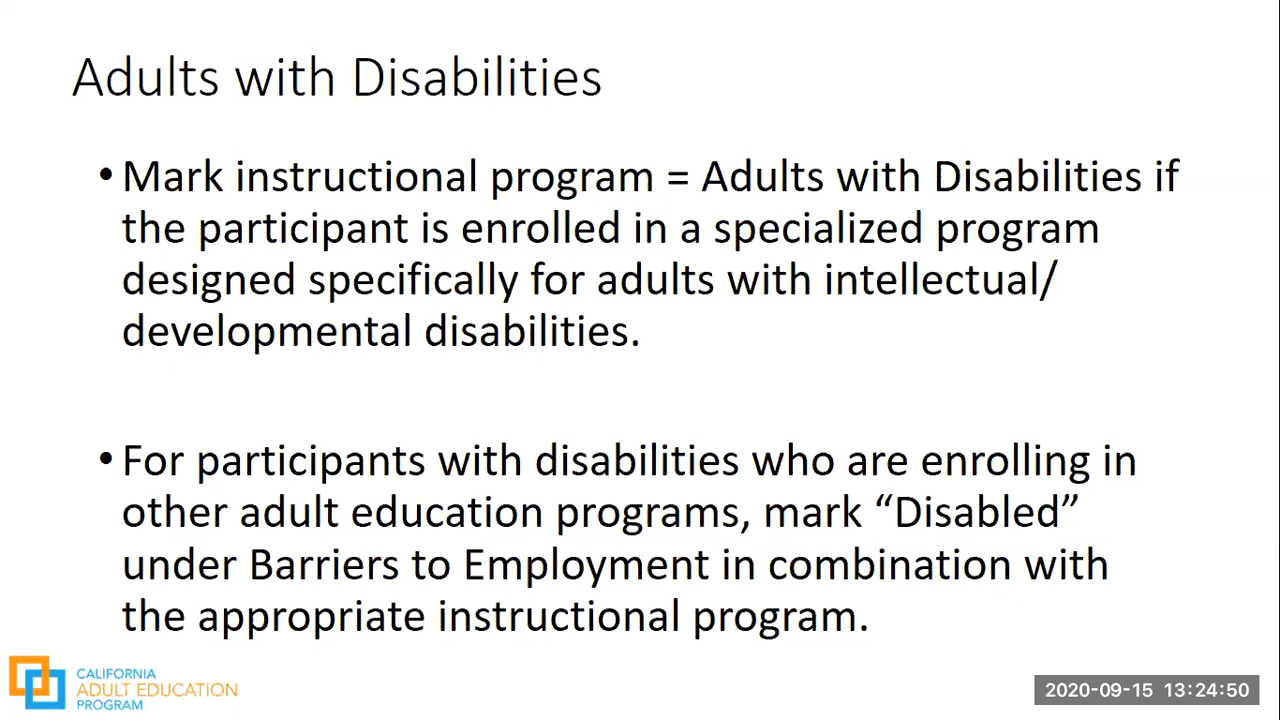 Adults with Disabilities
• Mark instructional program = Adults with Disabilities if
the participant is enrolled in a specialized program
designed specifically for adults with intellectual/
developmental disabilities.
• For participants with disabilities who are enrolling in
other adult education programs, mark “Disabled”
under Barriers to Employment in combination with
the appropriate instructional program.
CALIFORNIA
ADULT EDUCATION
PROGRAM
2020-09-15 13:24:50